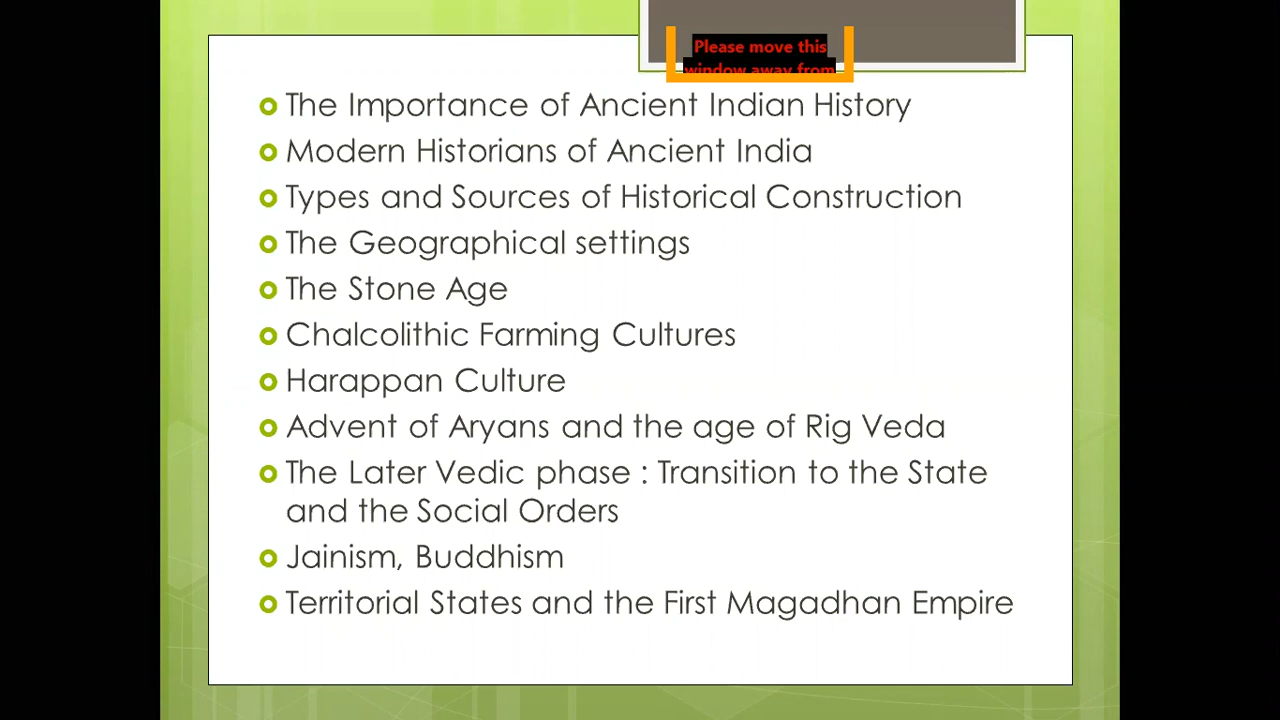 Please move this
window away from
The Importance of Ancient Indian History
Modern Historians of Ancient India
Types and Sources of Historical Construction
The Geographical settings
The Stone Age
Chalcolithic Farming Cultures
Harappan Culture
Advent of Aryans and the age of Rig Veda
The Later Vedic phase : Transition to the State
and the Social Orders
Jainism, Buddhism
Territorial States and the First Magadhan Empire